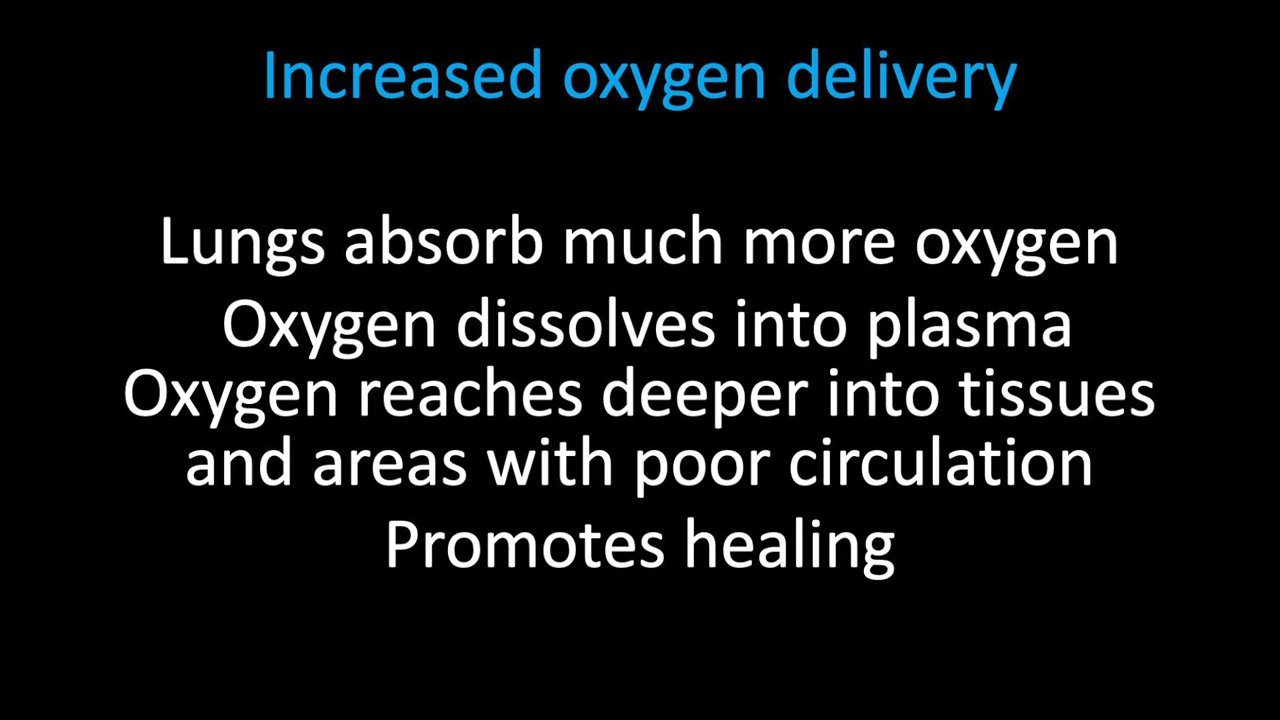 Increased oxygen delivery
Lungs absorb much more oxygen
Oxygen dissolves into plasma
Oxygen reaches deeper into tissues
and areas with poor circulation
Promotes healing